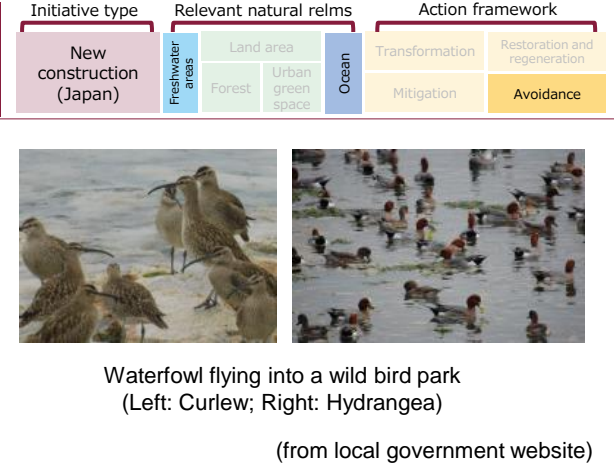 Initiative type
Relevant natural relms
Action framework
New
construction
(Japan)
Freshwater
areas
Land area
Forest
Urban
green
space
Ocean
Transformation
Restoration and
regeneration
Mitigation
Avoidance
Waterfowl flying into a wild bird park
(Left: Curlew; Right: Hydrangea)
(from local government website)